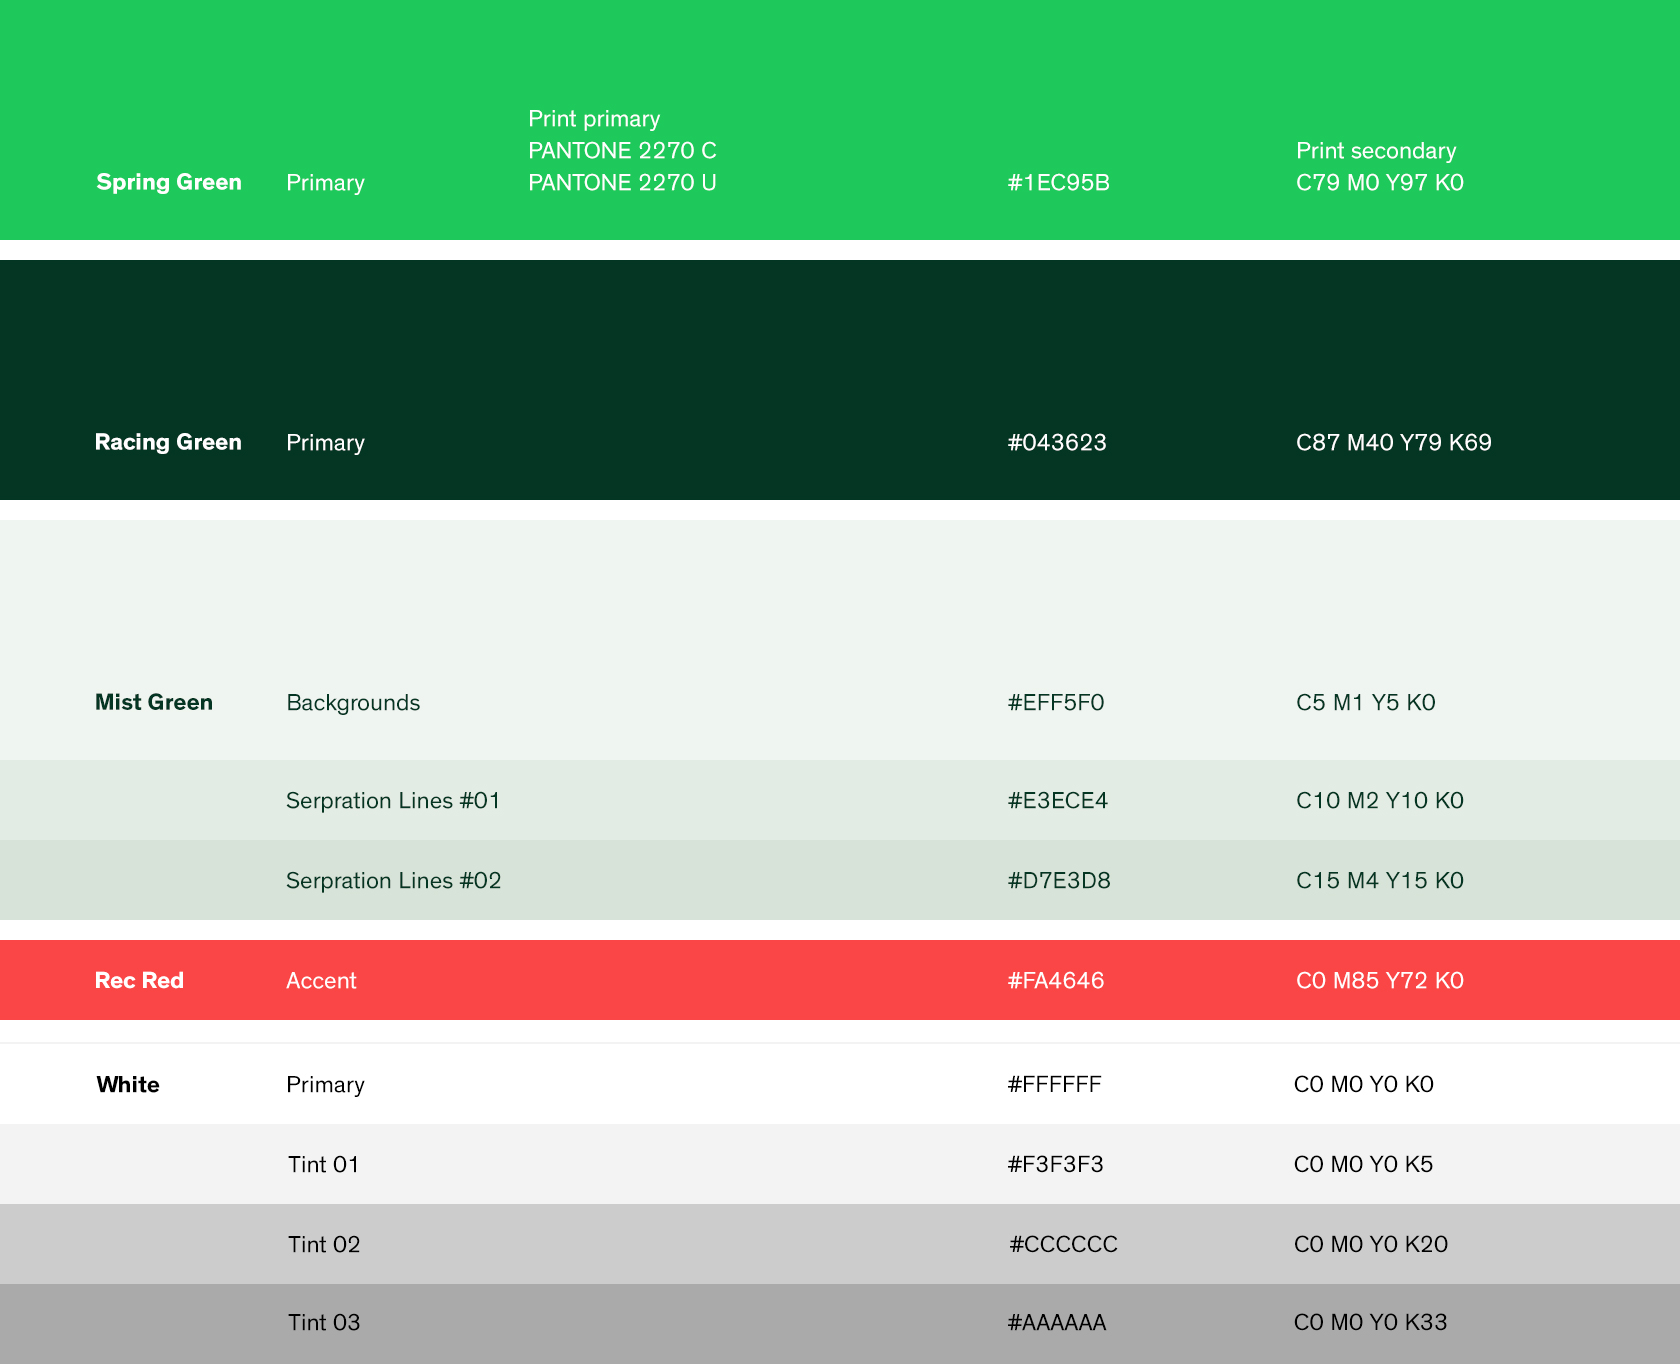 Print primary
PANTONE 2270 C Print secondary
Spring Green Primary PANTONE 2270 U #1EC95B C79 M0 Y97 K0
Racing Green Primary #043623 C87 M40 Y79 K69
Mist Green Backgrounds #EFF5F0 C5 M1 Y5 K0
Serpration Lines #01 #E3ECE4 C10 M2 Y10 K0
Serpration Lines #02 #D7E3D8 C15 M4 Y15 K0
Rec Red Accent #FA4646 C0 M85 Y72 K0
White Primary #FFFFFF C0 M0 Y0 K0
Tint 01 #F3F3F3 C0 M0 Y0 K5
Tint 02 #CCCCCC C0 M0 Y0 K20
Tint 03 #AAAAAA C0 M0 Y0 K33